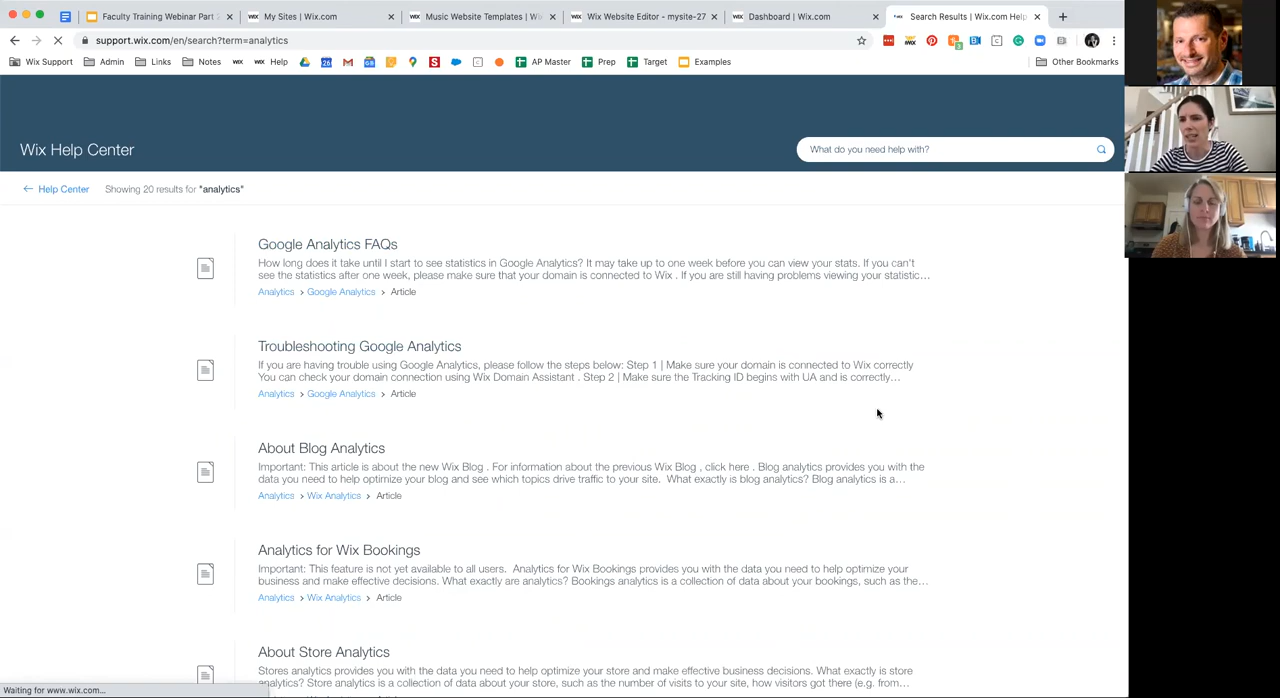 Faculty Training Webinar Part
My Sites | Wix.com
Music Website Templates | W
Wix Website Editor - mysite-27
Dashboard | Wix.com
Search Results | Wix.com Help
support.wix.com/en/search?term=analytics
Wix Support Admin Links Notes WiX WiX Help AP Master Prep Target Examples Other Bookmarks
Wix Help Center
What do you need help with?
Help Center Showing 20 results for "analytics"
Google Analytics FAQs
How long does it take until I start to see statistics in Google Analytics? It may take up to one week before you can view your stats. If you can't
see the statistics after one week, please make sure that your domain is connected to Wix . If you are still having problems viewing your statistic...
Analytics > Google Analytics > Article
Troubleshooting Google Analytics
If you are having trouble using Google Analytics, please follow the steps below: Step 1 | Make sure your domain is connected to Wix correctly
You can check your domain connection using Wix Domain Assistant . Step 2 | Make sure the Tracking ID begins with UA and is correctly...
Analytics > Google Analytics > Article
About Blog Analytics
Important: This article is about the new Wix Blog . For information about the previous Wix Blog , click here . Blog analytics provides you with the
data you need to help optimize your blog and see which topics drive traffic to your site. What exactly is blog analytics? Blog analytics is a...
Analytics > Wix Analytics > Article
Analytics for Wix Bookings
Important: This feature is not yet available to all users. Analytics for Wix Bookings provides you with the data you need to help optimize your
business and make effective decisions. What exactly are analytics? Bookings analytics is a collection of data about your bookings, such as the...
Analytics > Wix Analytics > Article
About Store Analytics
Stores analytics provides you with the data you need to help optimize your store and make effective business decisions. What exactly is store
analytics? Store analytics is a collection of data about your store, such as the number of visits to your site, how visitors got there (e.g. from...
Waiting for www.wix.com...